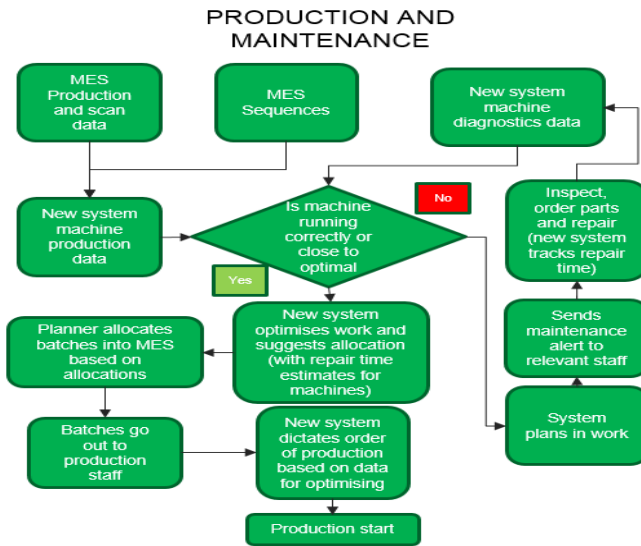 PRODUCTION AND
MAINTENANCE
MES
Production
and scan
data
MES
Sequences
New system
machine
diagnostics data
New system
machine
production
data
Is machine
running
correctly or
close to
optimal
No
Yes
Inspect,
order parts
and repair
(new system
tracks repair
time)
Planner allocates
batches into MES
based on
allocations
New system
optimises work and
suggests allocation
(with repair time
estimates for
machines)
Sends
maintenance
alert to
relevant staff
Batches go
out to
production
staff
New system
dictates order
of production
based on data
for optimising
System
plans in work
Production start